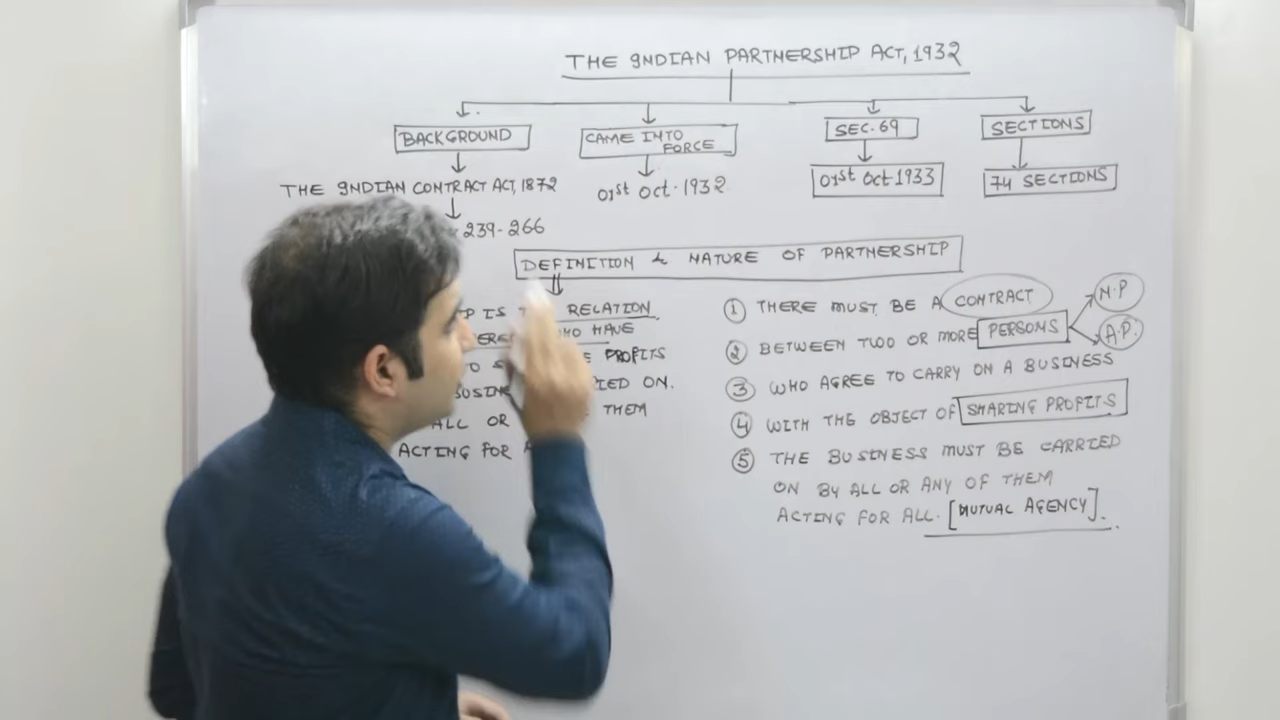 THE INDIAN PARTNERSHIP ACT, 1932
BACKGROUND
CAME INTO FORCE
SEC. 69
SECTIONS
THE INDIAN CONTRACT ACT, 1872
01st Oct. 1932
01st Oct 1933
74 SECTIONS
239-266
DEFINITION & NATURE OF PARTNERSHIP
IS RELATION
WHO HAVE
PROFITS
ON.
ALL OR THEM
ACTING FOR
① THERE MUST BE A CONTRACT
② BETWEEN TWO OR MORE PERSONS
N.P
A.P.
③ WHO AGREE TO CARRY ON A BUSINESS
④ WITH THE OBJECT OF SHARING PROFITS
⑤ THE BUSINESS MUST BE CARRIED
ON BY ALL OR ANY OF THEM
ACTING FOR ALL. [MUTUAL AGENCY].